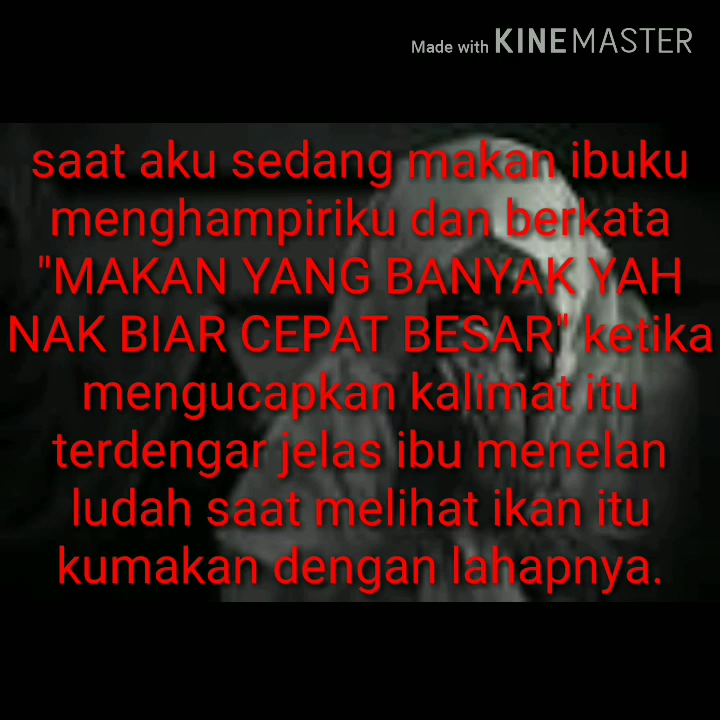 Made with KINEMASTER
saat aku sedang makan ibuku
menghampiriku dan berkata
"MAKAN YANG BANYAK YAH
NAK BIAR CEPAT BESAR" ketika
mengucapkan kalimat itu
terdengar jelas ibu menelan
ludah saat melihat ikan itu
kumakan dengan lahapnya.